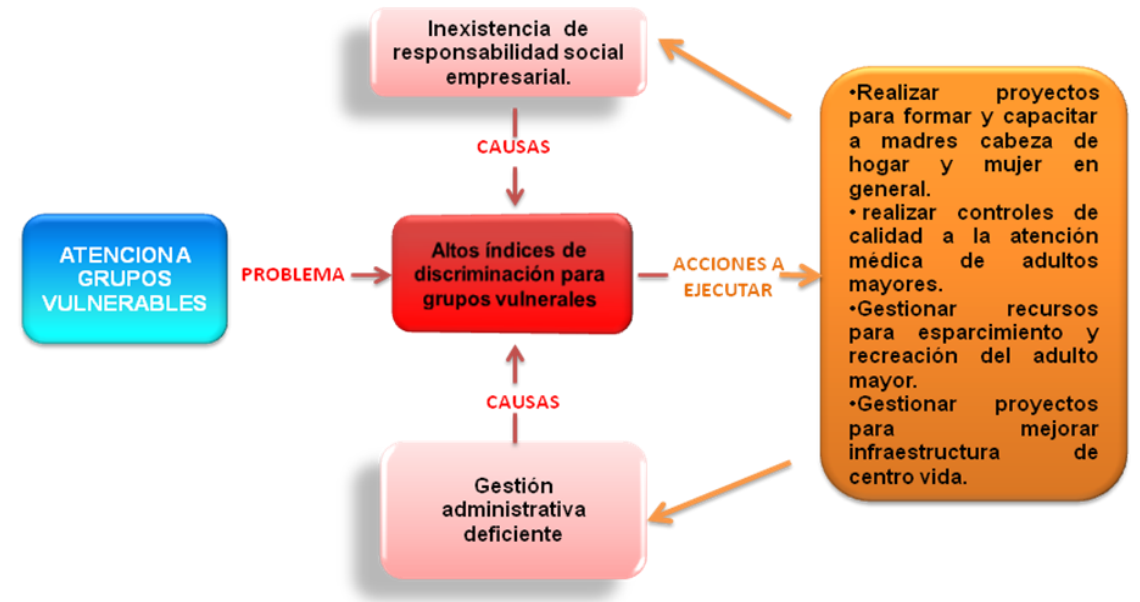 Inexistencia de
responsabilidad social
empresarial.
CAUSAS
ATENCION A
GRUPOS
VULNERABLES
PROBLEMA
Altos índices de
discriminación para
grupos vulnerales
ACCIONES A
EJECUTAR
•Realizar proyectos
para formar y capacitar
a madres cabeza de
hogar y mujer en
general.
• realizar controles de
calidad a la atención
médica de adultos
mayores.
•Gestionar recursos
para esparcimiento y
recreación del adulto
mayor.
•Gestionar proyectos
para mejorar
infraestructura de
centro vida.
CAUSAS
Gestión
administrativa
deficiente